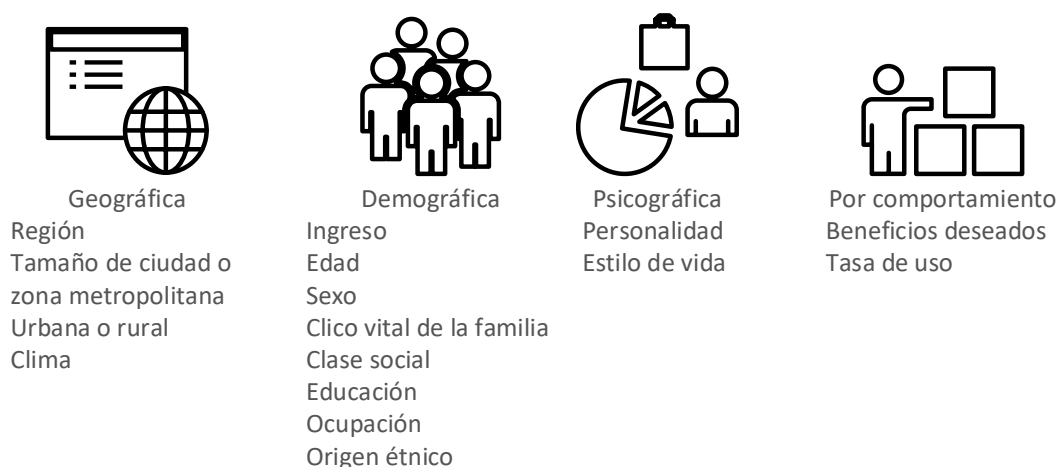 Geográfica
Región
Tamaño de ciudad o
zona metropolitana
Urbana o rural
Clima
Demográfica
Ingreso
Edad
Sexo
Clico vital de la familia
Clase social
Educación
Ocupación
Origen étnico
Psicográfica
Personalidad
Estilo de vida
Por comportamiento
Beneficios deseados
Tasa de uso